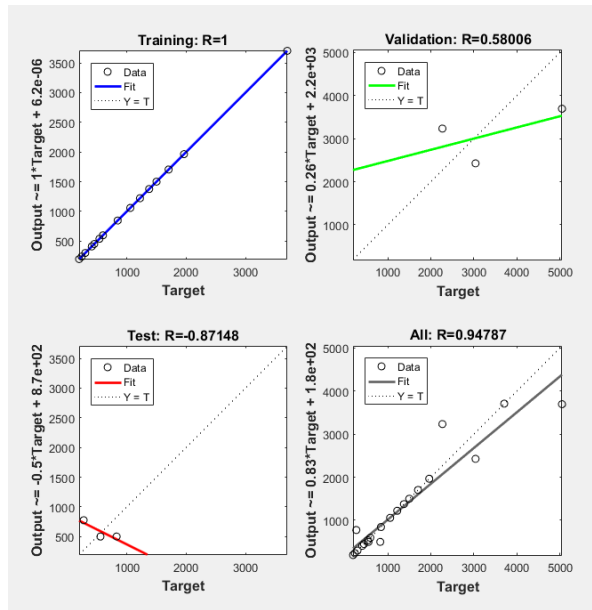 Training: R=1
Output ~= 1*Target + 6.2e-06
3500
3000
2500
2000
1500
1000
500
Data
Fit
Y = T
1000
2000
3000
Target
Validation: R=0.58006
Output ~= 0.26*Target + 2.2e+03
5000
4000
3000
2000
1000
Data
Fit
Y = T
1000
2000
3000
4000
5000
Target
Test: R=-0.87148
Output ~= -0.5*Target + 8.7e+02
3500
3000
2500
2000
1500
1000
500
Data
Fit
Y = T
1000
2000
3000
Target
All: R=0.94787
Output ~= 0.83*Target + 1.8e+02
5000
4000
3000
2000
1000
Data
Fit
Y = T
1000
2000
3000
4000
5000
Target